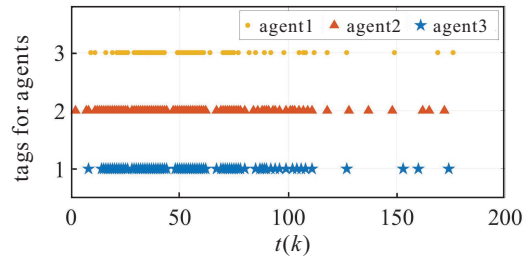 agent1 agent2 agent3
tags for agents
3
2
1
0 50 100 150 200
t(k)